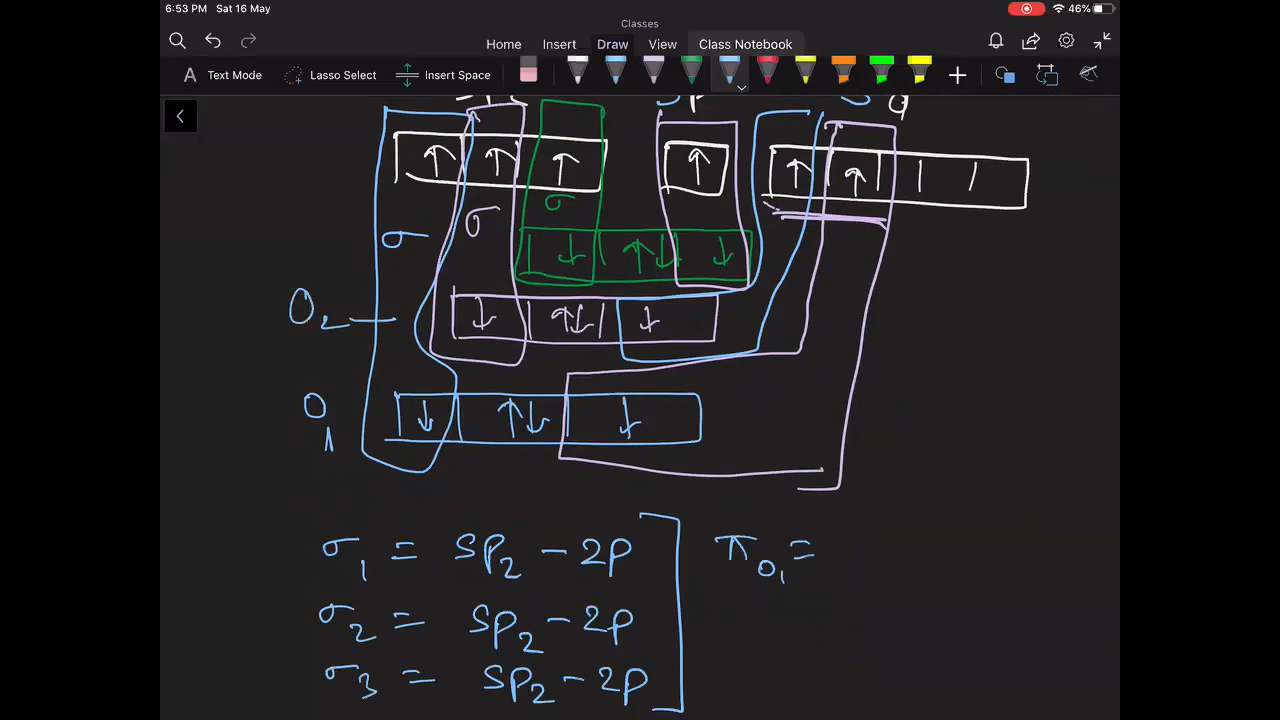 6:53 PM Sat 16 May
46%
Classes
Home Insert Draw View Class Notebook
Text Mode Lasso Select Insert Space
σ σ σ
O2
O1
σ1 = SP2 - 2P
π O1 =
σ2 = SP2 - 2P
σ3 = SP2 - 2P